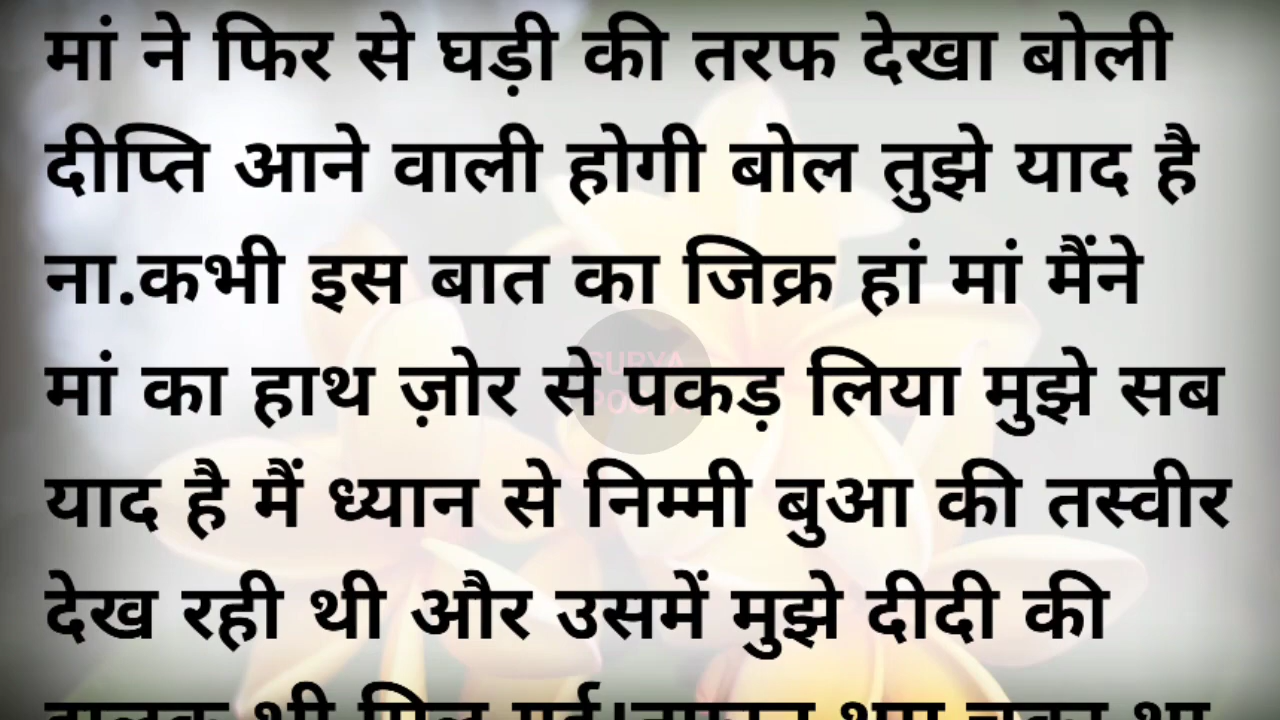 मां ने फिर से घड़ी की तरफ देखा बोली
दीप्ति आने वाली होगी बोल तुझे याद है
ना.कभी इस बात का जिक्र हां मां मैंने
मां का हाथ ज़ोर से पकड़ लिया मुझे सब
याद है मैं ध्यान से निम्मी बुआ की तस्वीर
देख रही थी और उसमें मुझे दीदी की